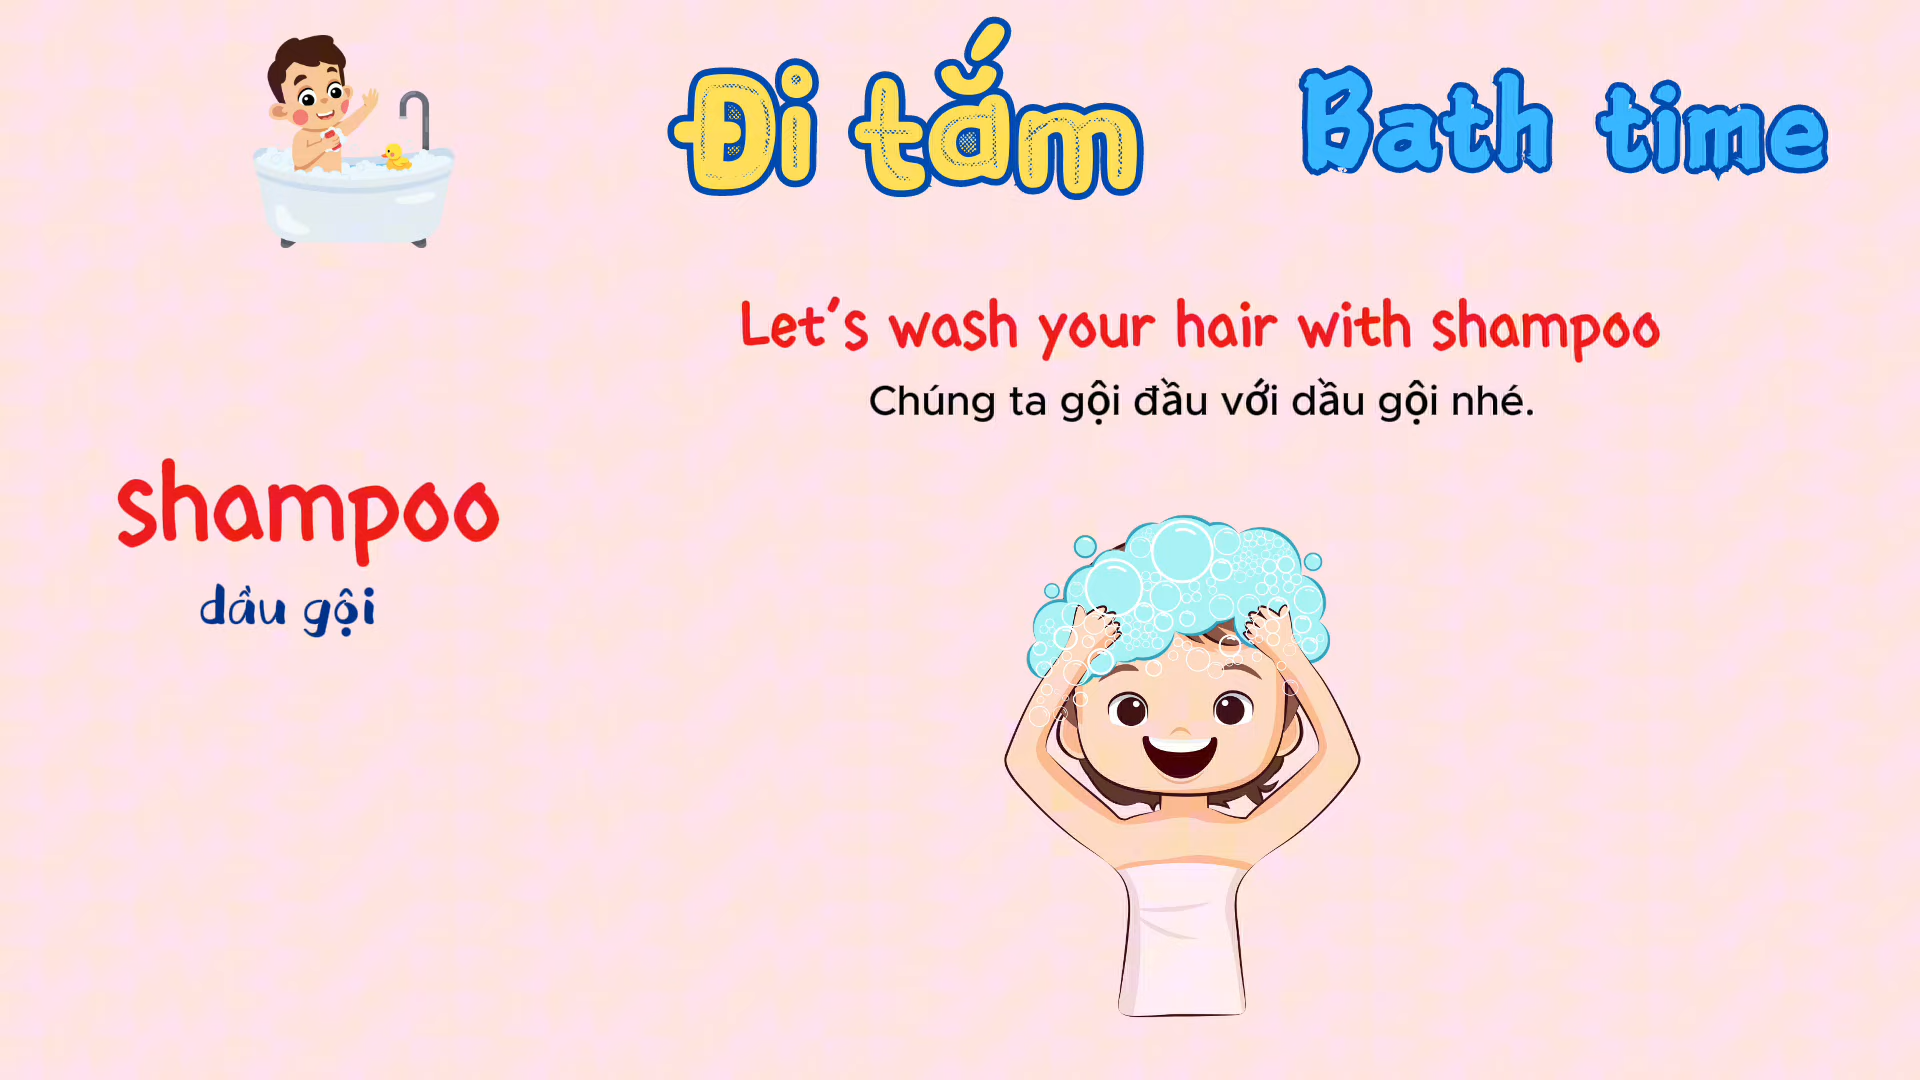 Đi tắm
Bath time
Let's wash your hair with shampoo
Chúng ta gội đầu với dầu gội nhé.
shampoo
dầu gội